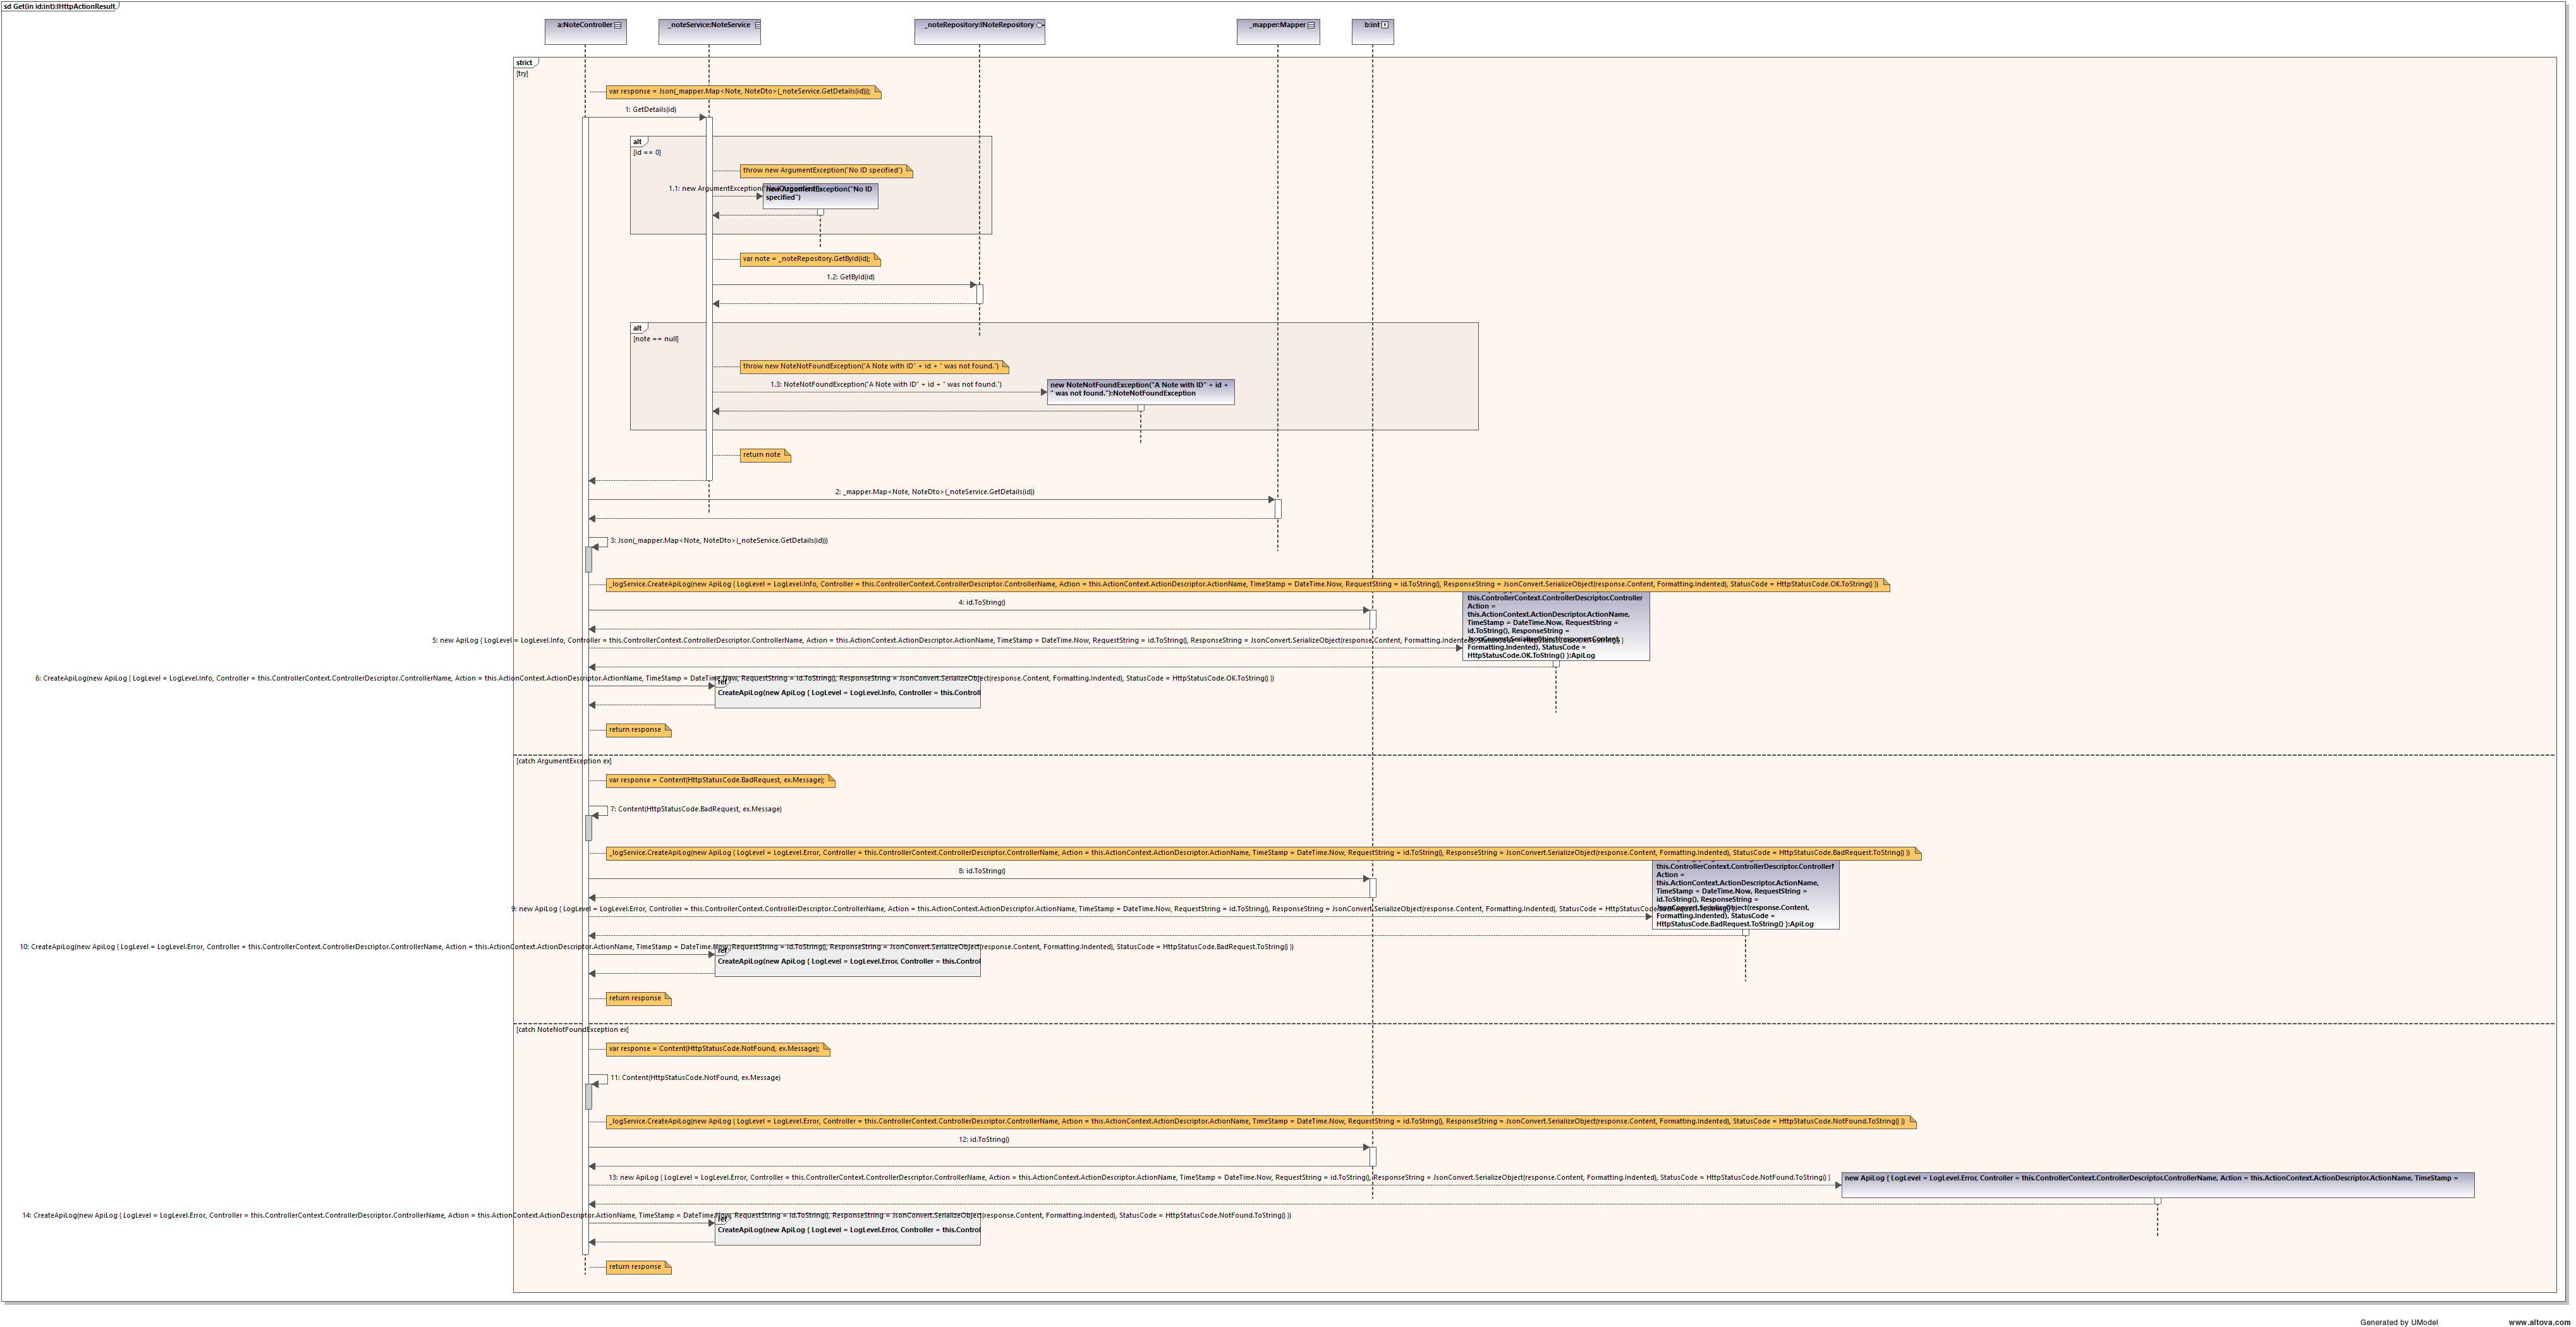 sd Get(in id:int):IHttpActionResult
a:NoteController
_noteService:NoteService
_noteRepository:INoteRepository
_mapper:Mapper
b:int
strict
[try]
var response = Json(_mapper.Map<Note, NoteDto>(_noteService.GetDetails(id)));
1: GetDetails(id)
alt
[id == 0]
throw new ArgumentException("No ID specified")
1.1: new ArgumentException("No ID specified")
new ArgumentException("No ID
specified")
var note = _noteRepository.GetById(id);
1.2: GetById(id)
alt
[note == null]
throw new NoteNotFoundException("A Note with ID" + id + " was not found.")
1.3: NoteNotFoundException("A Note with ID" + id + " was not found.")
new NoteNotFoundException("A Note with ID" + id +
" was not found."):NoteNotFoundException
return note
2: _mapper.Map<Note, NoteDto>(_noteService.GetDetails(id))
3: Json(_mapper.Map<Note, NoteDto>(_noteService.GetDetails(id)))
_logService.CreateApiLog(new ApiLog { LogLevel = LogLevel.Info, Controller = this.ControllerContext.ControllerDescriptor.ControllerName, Action = this.ActionContext.ActionDescriptor.ActionName, TimeStamp = DateTime.Now, RequestString = id.ToString(), ResponseString = JsonConvert.SerializeObject(response.Content, Formatting.Indented), StatusCode = HttpStatusCode.OK.ToString() })
4: id.ToString()
this.ControllerContext.ControllerDescriptor.Controller
Action =
this.ActionContext.ActionDescriptor.ActionName,
TimeStamp = DateTime.Now, RequestString =
id.ToString(), ResponseString =
JsonConvert.SerializeObject(response.Content,
Formatting.Indented), StatusCode =
HttpStatusCode.OK.ToString() }:ApiLog
5: new ApiLog { LogLevel = LogLevel.Info, Controller = this.ControllerContext.ControllerDescriptor.ControllerName, Action = this.ActionContext.ActionDescriptor.ActionName, TimeStamp = DateTime.Now, RequestString = id.ToString(), ResponseString = JsonConvert.SerializeObject(response.Content, Formatting.Indented), StatusCode = HttpStatusCode.OK.ToString() }
6: CreateApiLog(new ApiLog { LogLevel = LogLevel.Info, Controller = this.ControllerContext.ControllerDescriptor.ControllerName, Action = this.ActionContext.ActionDescriptor.ActionName, TimeStamp = DateTime.Now, RequestString = id.ToString(), ResponseString = JsonConvert.SerializeObject(response.Content, Formatting.Indented), StatusCode = HttpStatusCode.OK.ToString() })
ref
CreateApiLog(new ApiLog { LogLevel = LogLevel.Info, Controller = this.Controll
return response
[catch ArgumentException ex]
var response = Content(HttpStatusCode.BadRequest, ex.Message);
7: Content(HttpStatusCode.BadRequest, ex.Message)
_logService.CreateApiLog(new ApiLog { LogLevel = LogLevel.Error, Controller = this.ControllerContext.ControllerDescriptor.ControllerName, Action = this.ActionContext.ActionDescriptor.ActionName, TimeStamp = DateTime.Now, RequestString = id.ToString(), ResponseString = JsonConvert.SerializeObject(response.Content, Formatting.Indented), StatusCode = HttpStatusCode.BadRequest.ToString() })
8: id.ToString()
Action =
this.ActionContext.ActionDescriptor.ActionName,
TimeStamp = DateTime.Now, RequestString =
id.ToString(), ResponseString =
JsonConvert.SerializeObject(response.Content,
Formatting.Indented), StatusCode =
HttpStatusCode.BadRequest.ToString() }:ApiLog
9: new ApiLog { LogLevel = LogLevel.Error, Controller = this.ControllerContext.ControllerDescriptor.ControllerName, Action = this.ActionContext.ActionDescriptor.ActionName, TimeStamp = DateTime.Now, RequestString = id.ToString(), ResponseString = JsonConvert.SerializeObject(response.Content, Formatting.Indented), StatusCode = HttpStatusCode.BadRequest.ToString() }
10: CreateApiLog(new ApiLog { LogLevel = LogLevel.Error, Controller = this.ControllerContext.ControllerDescriptor.ControllerName, Action = this.ActionContext.ActionDescriptor.ActionName, TimeStamp = DateTime.Now, RequestString = id.ToString(), ResponseString = JsonConvert.SerializeObject(response.Content, Formatting.Indented), StatusCode = HttpStatusCode.BadRequest.ToString() })
ref
CreateApiLog(new ApiLog { LogLevel = LogLevel.Error, Controller = this.Control
return response
[catch NoteNotFoundException ex]
var response = Content(HttpStatusCode.NotFound, ex.Message);
11: Content(HttpStatusCode.NotFound, ex.Message)
_logService.CreateApiLog(new ApiLog { LogLevel = LogLevel.Error, Controller = this.ControllerContext.ControllerDescriptor.ControllerName, Action = this.ActionContext.ActionDescriptor.ActionName, TimeStamp = DateTime.Now, RequestString = id.ToString(), ResponseString = JsonConvert.SerializeObject(response.Content, Formatting.Indented), StatusCode = HttpStatusCode.NotFound.ToString() })
12: id.ToString()
13: new ApiLog { LogLevel = LogLevel.Error, Controller = this.ControllerContext.ControllerDescriptor.ControllerName, Action = this.ActionContext.ActionDescriptor.ActionName, TimeStamp = DateTime.Now, RequestString = id.ToString(), ResponseString = JsonConvert.SerializeObject(response.Content, Formatting.Indented), StatusCode = HttpStatusCode.NotFound.ToString() }
new ApiLog { LogLevel = LogLevel.Error, Controller = this.ControllerContext.ControllerDescriptor.ControllerName, Action = this.ActionContext.ActionDescriptor.ActionName, TimeStamp =
14: CreateApiLog(new ApiLog { LogLevel = LogLevel.Error, Controller = this.ControllerContext.ControllerDescriptor.ControllerName, Action = this.ActionContext.ActionDescriptor.ActionName, TimeStamp = DateTime.Now, RequestString = id.ToString(), ResponseString = JsonConvert.SerializeObject(response.Content, Formatting.Indented), StatusCode = HttpStatusCode.NotFound.ToString() })
ref
CreateApiLog(new ApiLog { LogLevel = LogLevel.Error, Controller = this.Control
return response
Generated by UModel
www.altova.com